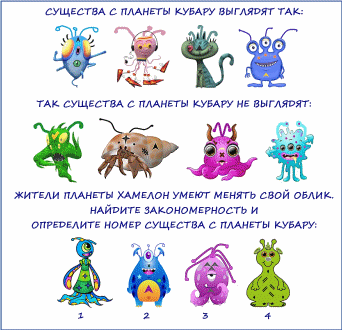 СУЩЕСТВА С ПЛАНЕТЫ КУБАРУ ВЫГЛЯДЯТ ТАК:
ТАК СУЩЕСТВА С ПЛАНЕТЫ КУБАРУ НЕ ВЫГЛЯДЯТ:
ЖИТЕЛИ ПЛАНЕТЫ ХАМЕЛОН УМЕЮТ МЕНЯТЬ СВОЙ ОБЛИК.
НАЙДИТЕ ЗАКОНОМЕРНОСТЬ И
ОПРЕДЕЛИТЕ НОМЕР СУЩЕСТВА С ПЛАНЕТЫ КУБАРУ:
1 2 3 4